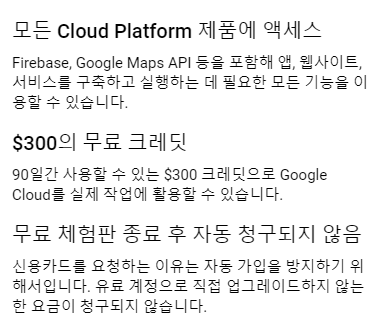 모든 Cloud Platform 제품에 액세스
Firebase, Google Maps API 등을 포함해 앱, 웹사이트,
서비스를 구축하고 실행하는 데 필요한 모든 기능을 이
용할 수 있습니다.
$300의 무료 크레딧
90일간 사용할 수 있는 $300 크레딧으로 Google
Cloud를 실제 작업에 활용할 수 있습니다.
무료 체험판 종료 후 자동 청구되지 않음
신용카드를 요청하는 이유는 자동 가입을 방지하기 위
해서입니다. 유료 계정으로 직접 업그레이드하지 않는
한 요금이 청구되지 않습니다.